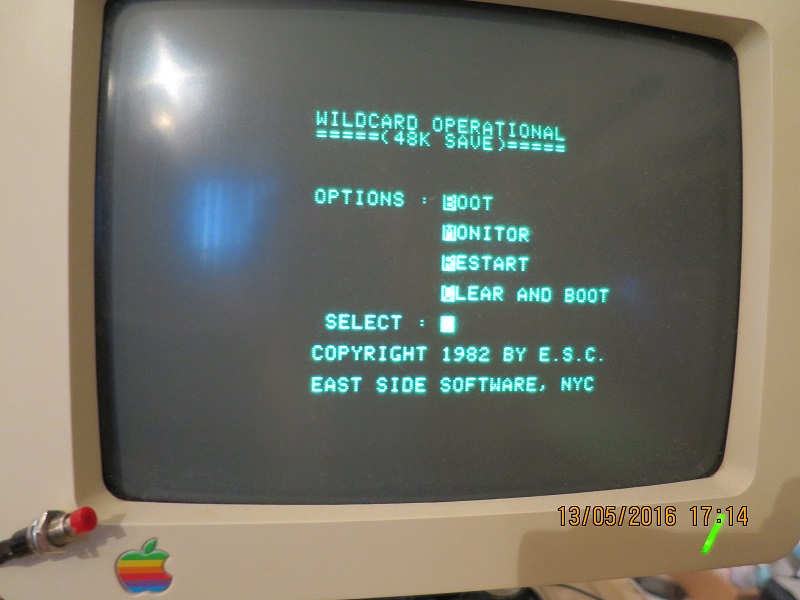 WILDCARD OPERATIONAL
=====(48K SAVE)=====
OPTIONS : BOOT
MONITOR
RESTART
CLEAR AND BOOT
SELECT :
COPYRIGHT 1982 BY E.S.C.
EAST SIDE SOFTWARE, NYC
13/05/2016 17:14